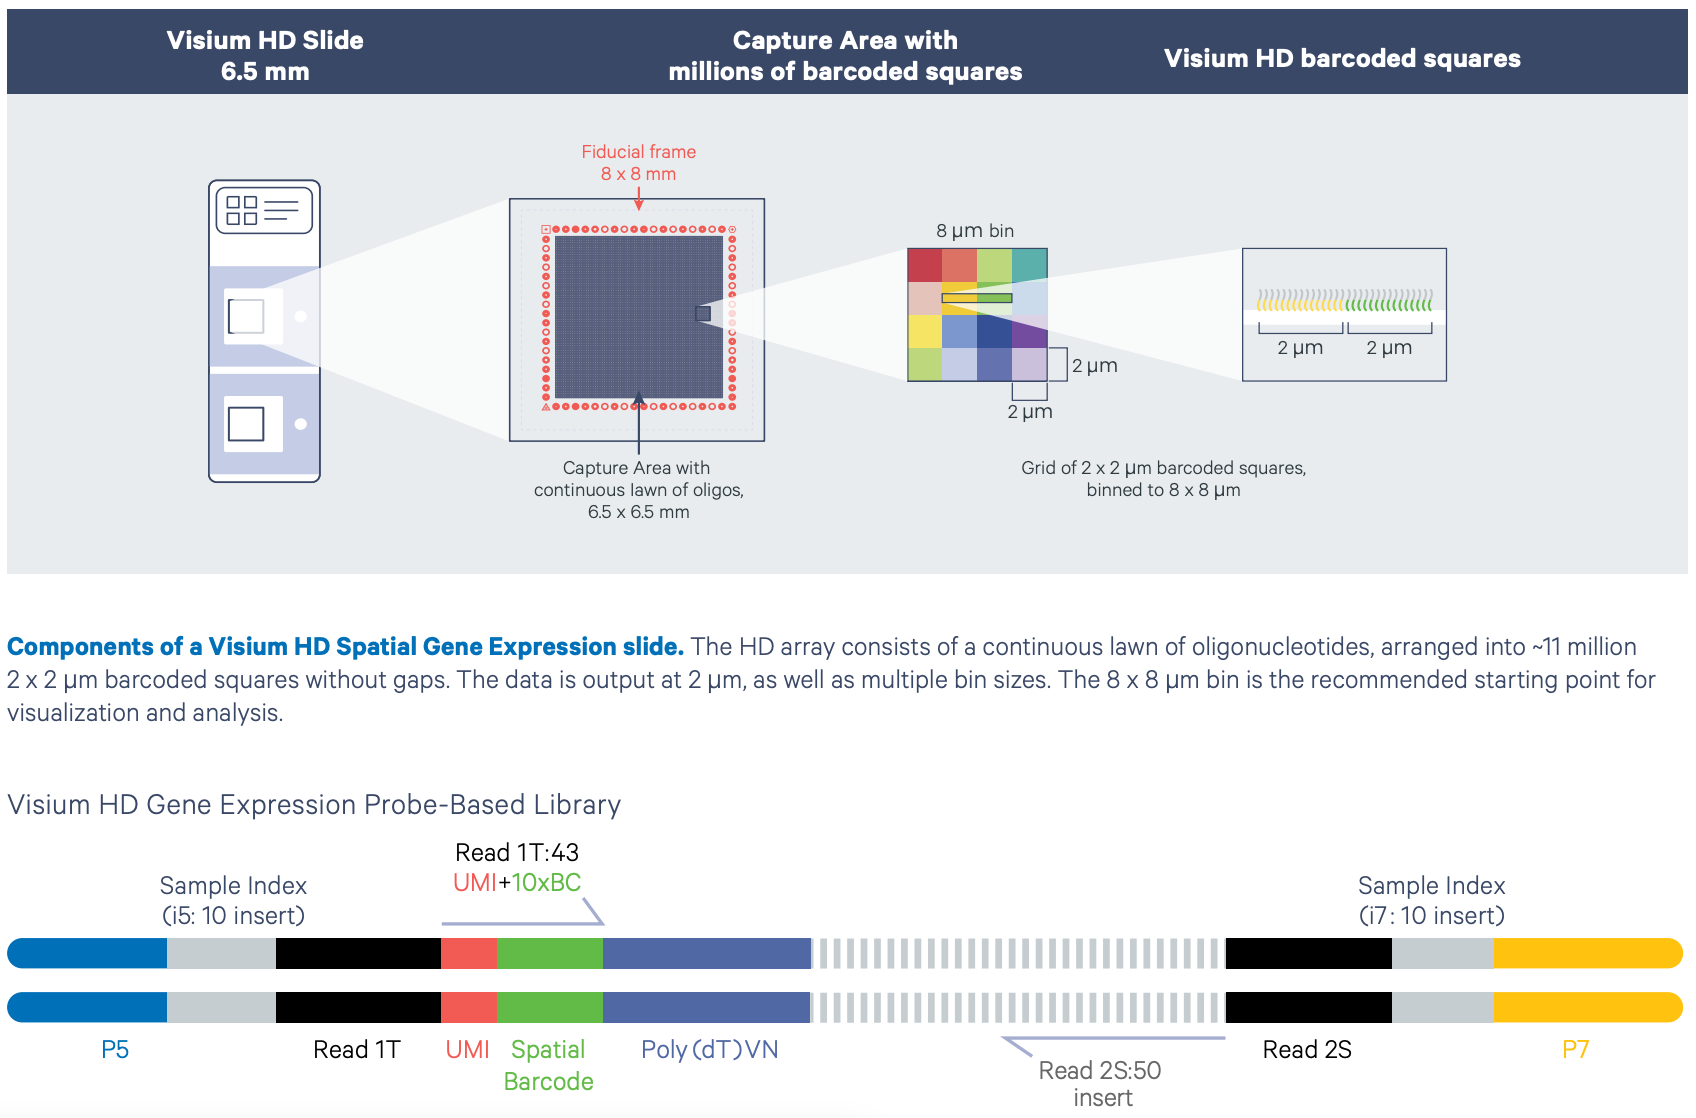 Visium HD Slide
6.5 mm
Capture Area with
millions of barcoded squares
Visium HD barcoded squares
Fiducial frame
8 x 8 mm
8 µm bin
2 µm
2 µm
2 µm
2 µm
Capture Area with
continuous lawn of oligos,
6.5 x 6.5 mm
Grid of 2 x 2 µm barcoded squares,
binned to 8 x 8 µm
Components of a Visium HD Spatial Gene Expression slide. The HD array consists of a continuous lawn of oligonucleotides, arranged into ~11 million
2 x 2 µm barcoded squares without gaps. The data is output at 2 µm, as well as multiple bin sizes. The 8 x 8 µm bin is the recommended starting point for
visualization and analysis.
Visium HD Gene Expression Probe-Based Library
Read 1T:43
UMI+10xBC
Sample Index
(i5: 10 insert)
Sample Index
(i7: 10 insert)
P5
Read 1T
UMI
Spatial
Barcode
Poly (dT) VN
Read 2S:50
insert
Read 2S
P7